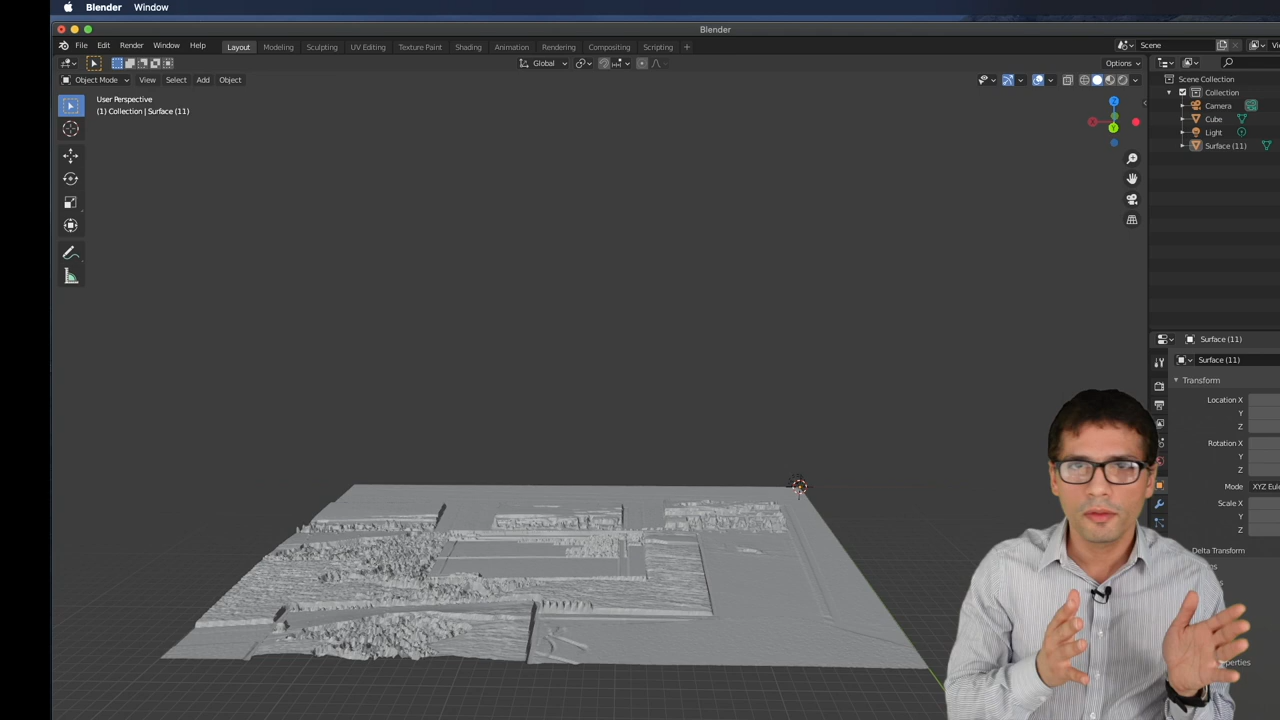 Blender Window
Blender
File Edit Render Window Help Layout Modeling Sculpting UV Editing Texture Paint Shading Animation Rendering Compositing Scripting + Scene
Global Options
Object Mode View Select Add Object
User Perspective
(1) Collection | Surface (11)
Z
X
Y
Scene Collection
Collection
Camera
Cube
Light
Surface (11)
Surface (11)
Surface (11)
Transform
Location X
Y
Z
Rotation X
Y
Z
Mode XYZ Eule
Scale X
Y
Z
Delta Transform